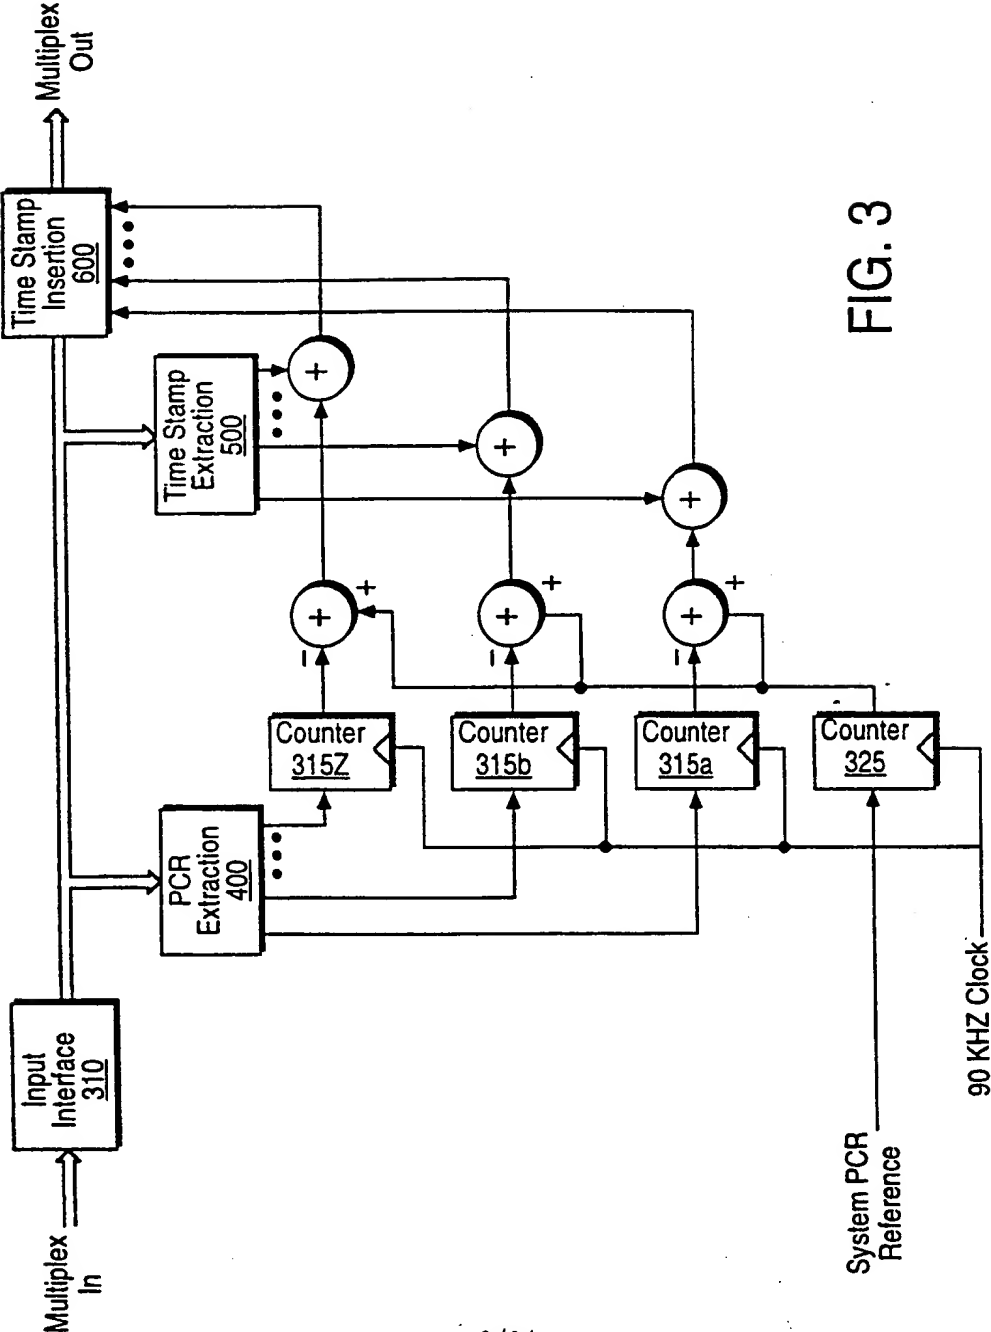 Multiplex
In
Input
Interface
310
PCR
Extraction
400
Time Stamp
Extraction
500
Time Stamp
Insertion
600
Multiplex
Out
Counter
315Z
Counter
315b
Counter
315a
Counter
325
+
+
+
+
+
+
−
+
−
+
−
+
System PCR
Reference
90 KHZ Clock
FIG. 3